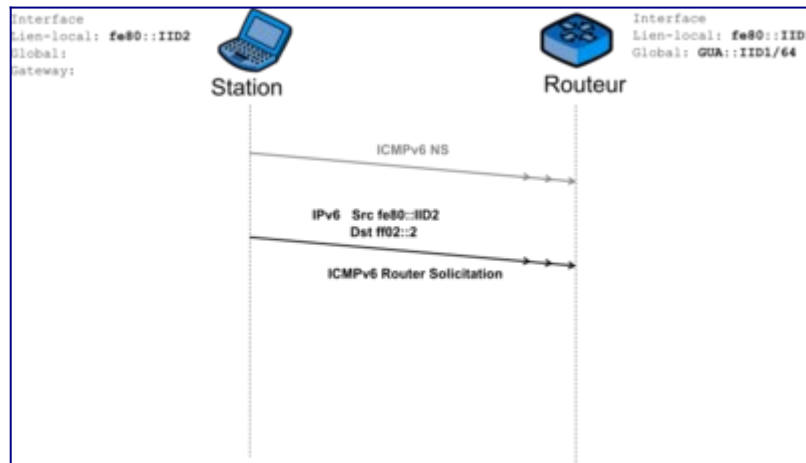 Interface
Lien-local: fe80::IID2
Global:
Gateway:
Station
Interface
Lien-local: fe80::IID
Global: GUA::IID1/64
Routeur
ICMPv6 NS
IPv6 Src fe80::IID2
Dst ff02::2
ICMPv6 Router Solicitation